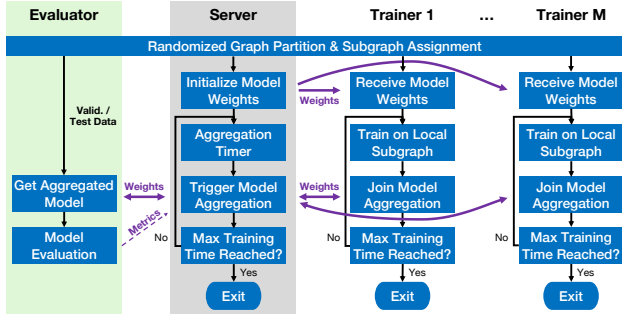 Evaluator
Server
Trainer 1
...
Trainer M
Randomized Graph Partition & Subgraph Assignment
Valid. /
Test Data
Initialize Model
Weights
Weights
Receive Model
Weights
Receive Model
Weights
Aggregation
Timer
Train on Local
Subgraph
Train on Local
Subgraph
Get Aggregated
Model
Weights
Trigger Model
Aggregation
Weights
Join Model
Aggregation
Join Model
Aggregation
Model
Evaluation
Metrics
No
Max Training
Time Reached?
No
Max Training
Time Reached?
No
Max Training
Time Reached?
Yes
Yes
Yes
Exit
Exit
Exit